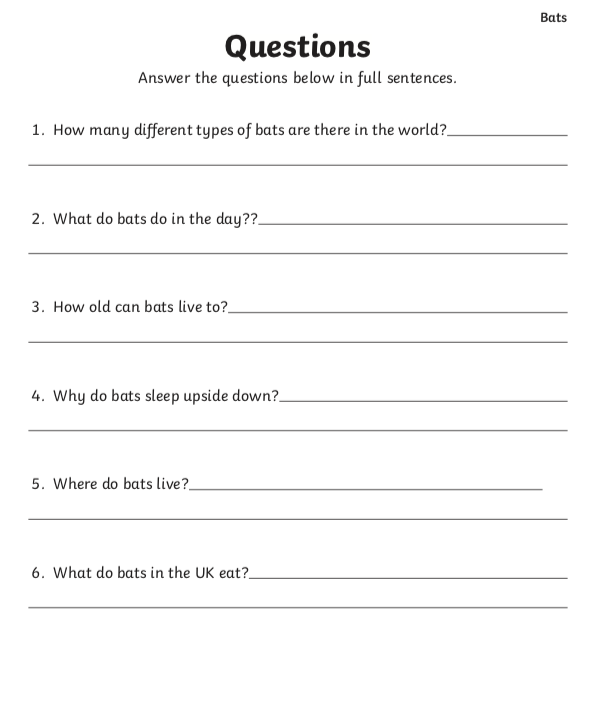 Bats
Questions
Answer the questions below in full sentences.
1. How many different types of bats are there in the world?
2. What do bats do in the day??
3. How old can bats live to?
4. Why do bats sleep upside down?
5. Where do bats live?
6. What do bats in the UK eat?